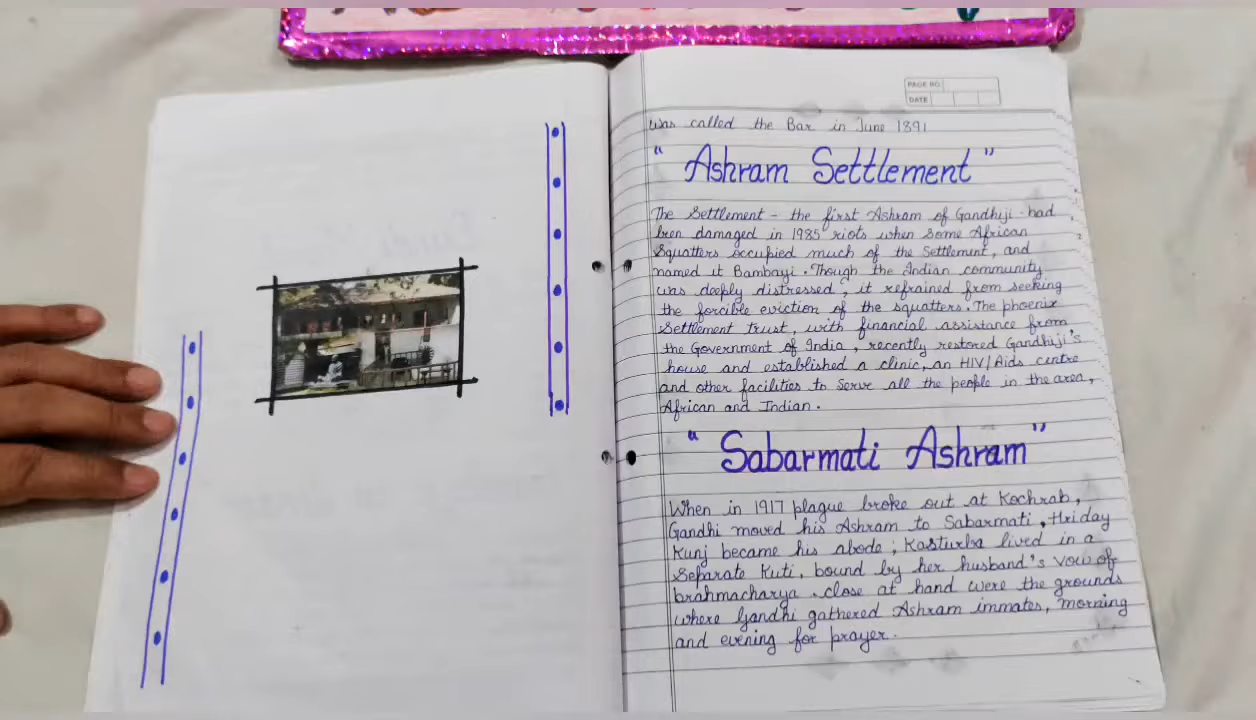 PAGE NO
DATE
was called the Bar in June 1891
"Ashram Settlement"
The Settlement - the first Ashram of Gandhiji - had
been damaged in 1985 riots when some African
Squatters occupied much of the Settlement, and
named it Bambayi. Though the Indian community
was deeply distressed, it refrained from seeking
the forcible eviction of the squatters. The phoenix
Settlement trust, with financial assistance from
the Government of India, recently restored Gandhiji's
house and established a clinic, an HIV/Aids centre
and other facilities to serve all the people in the area,
African and Indian.
"Sabarmati Ashram"
When in 1917 plague broke out at Kochrab,
Gandhi moved his Ashram to Sabarmati, Hriday
Kunj became his abode; Kasturba lived in a
Separate Kuti, bound by her husband's vow of
brahmacharya. close at hand were the grounds
where Gandhi gathered Ashram immates, morning
and evening for prayer.